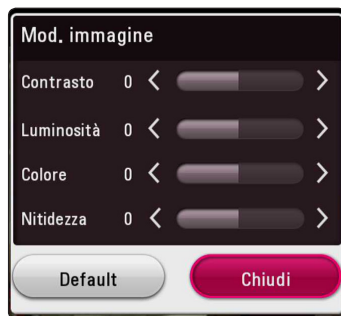 Mod. immagine
Contrasto 0
Luminosità 0
Colore 0
Nitidezza 0
Default Chiudi